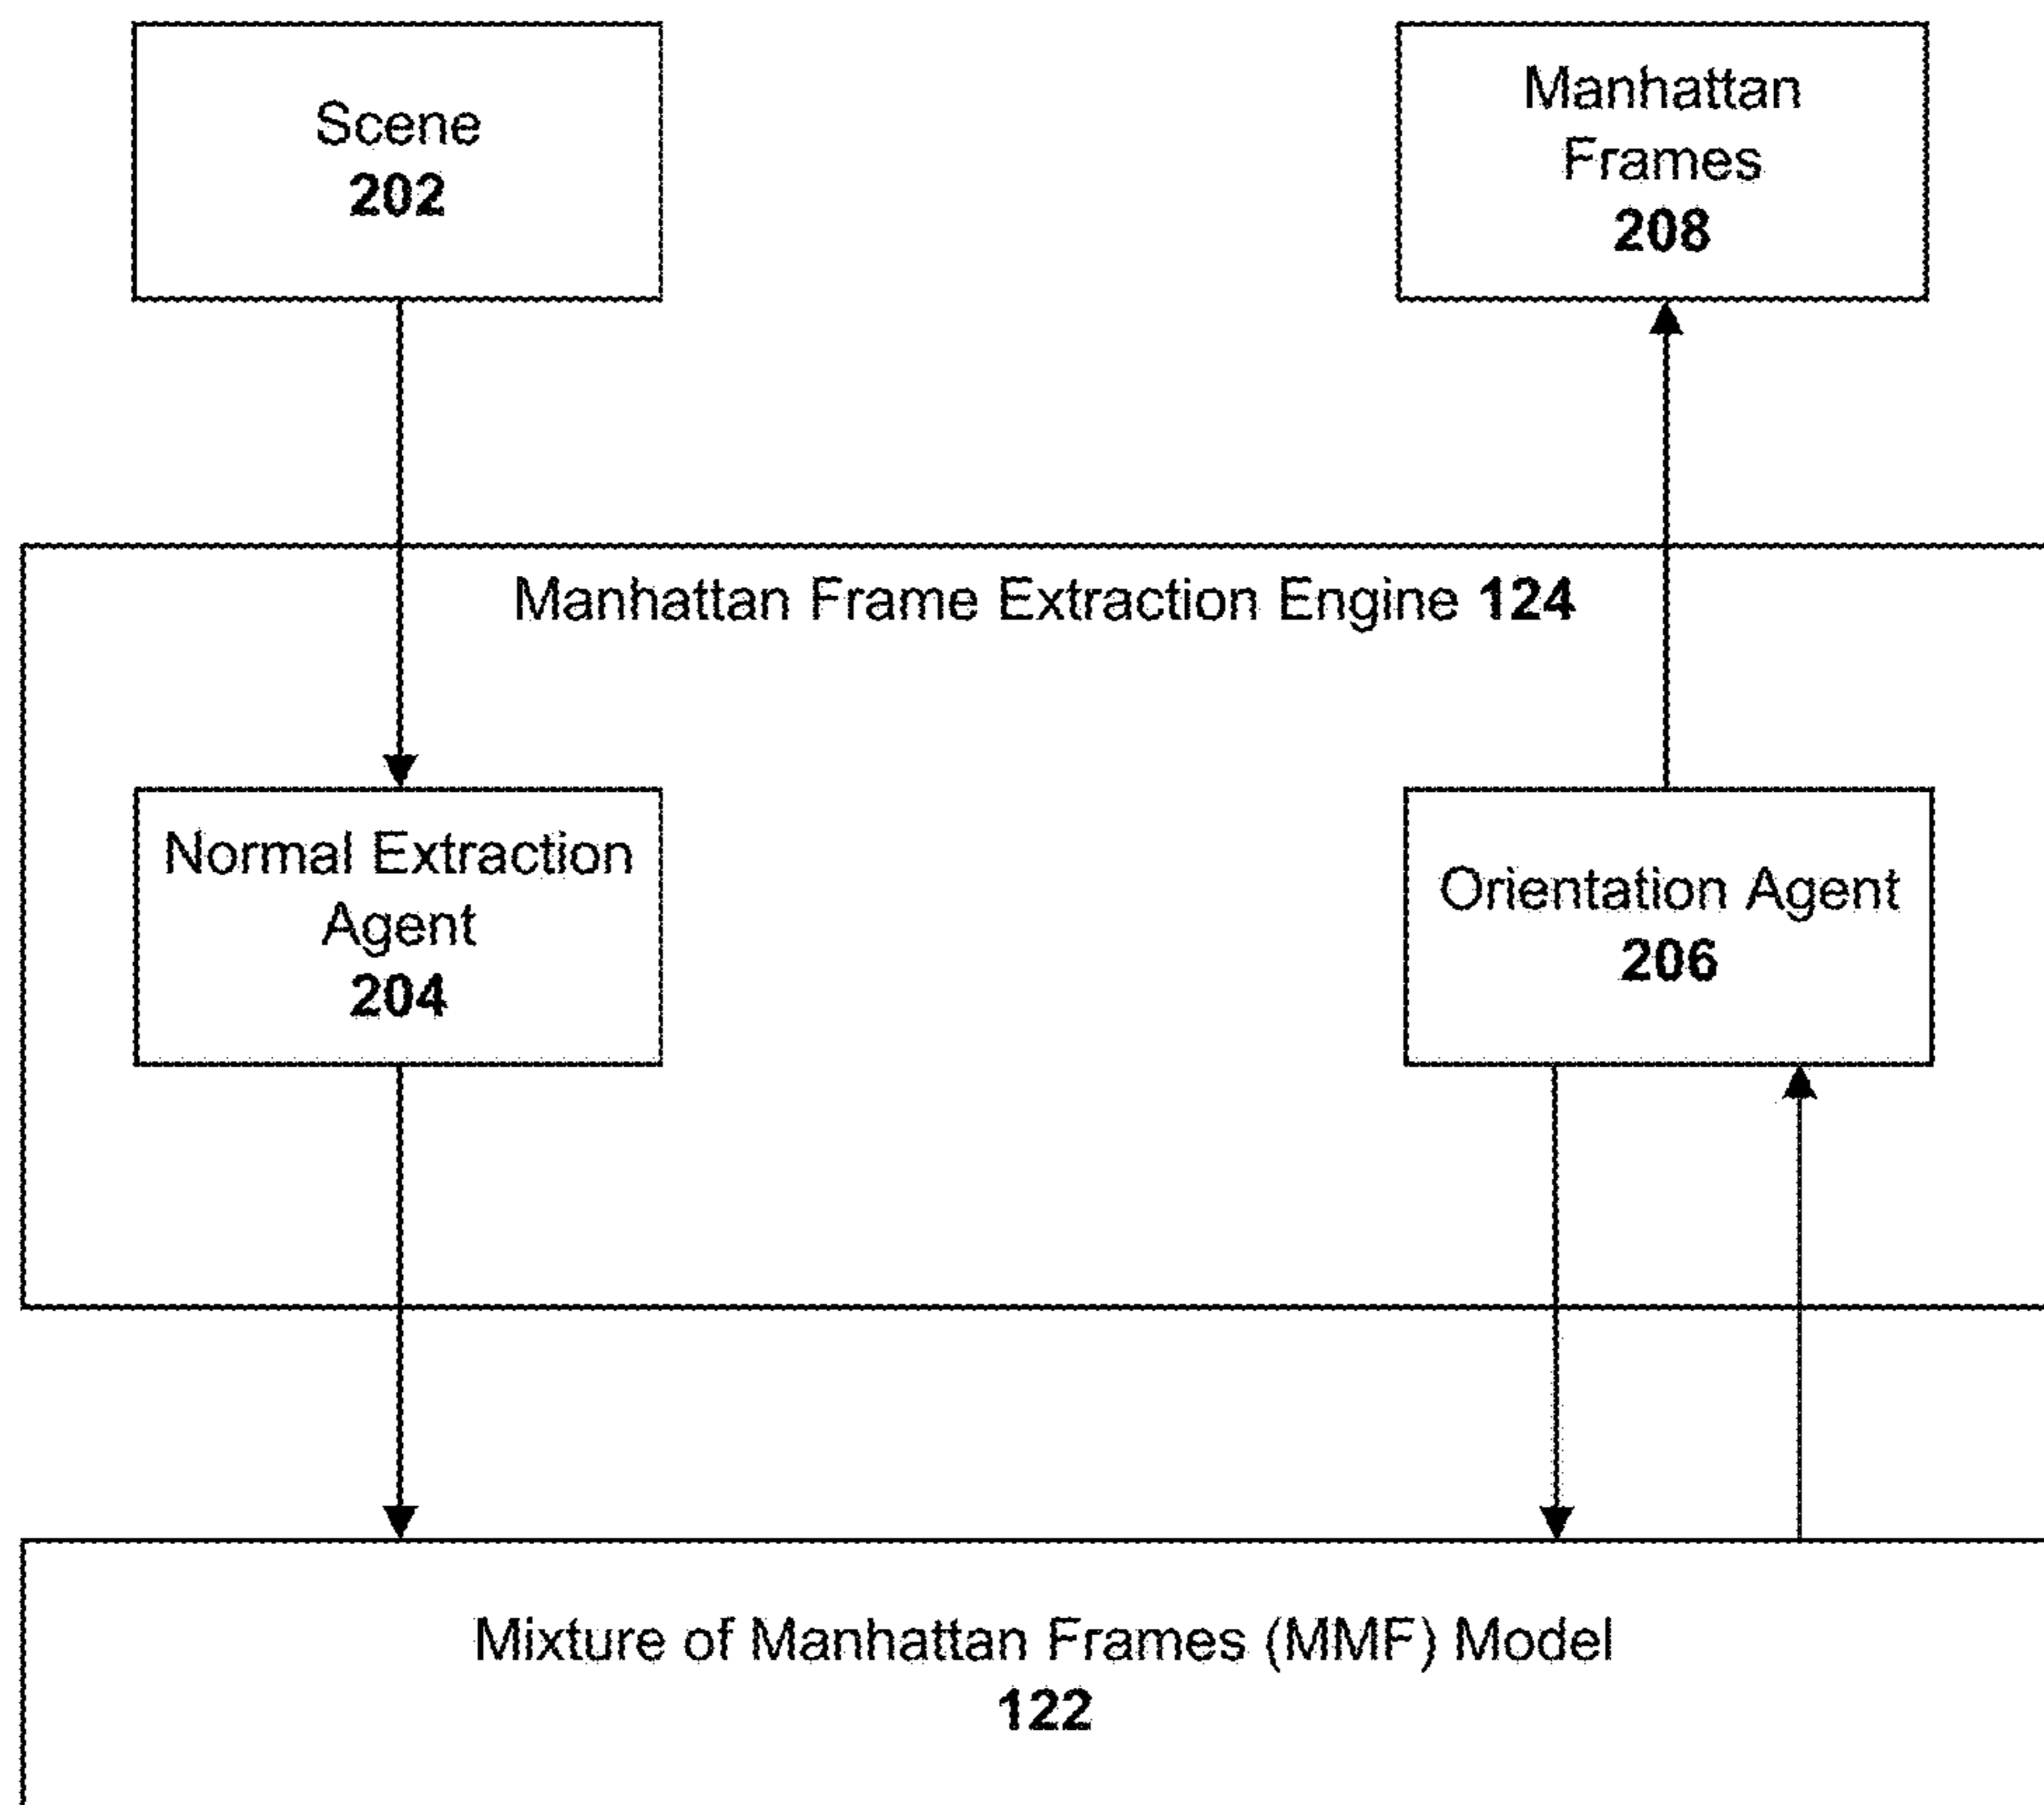 Scene
202
Manhattan
Frames
208
Manhattan Frame Extraction Engine 124
Normal Extraction
Agent
204
Orientation Agent
206
Mixture of Manhattan Frames (MMF) Model
122